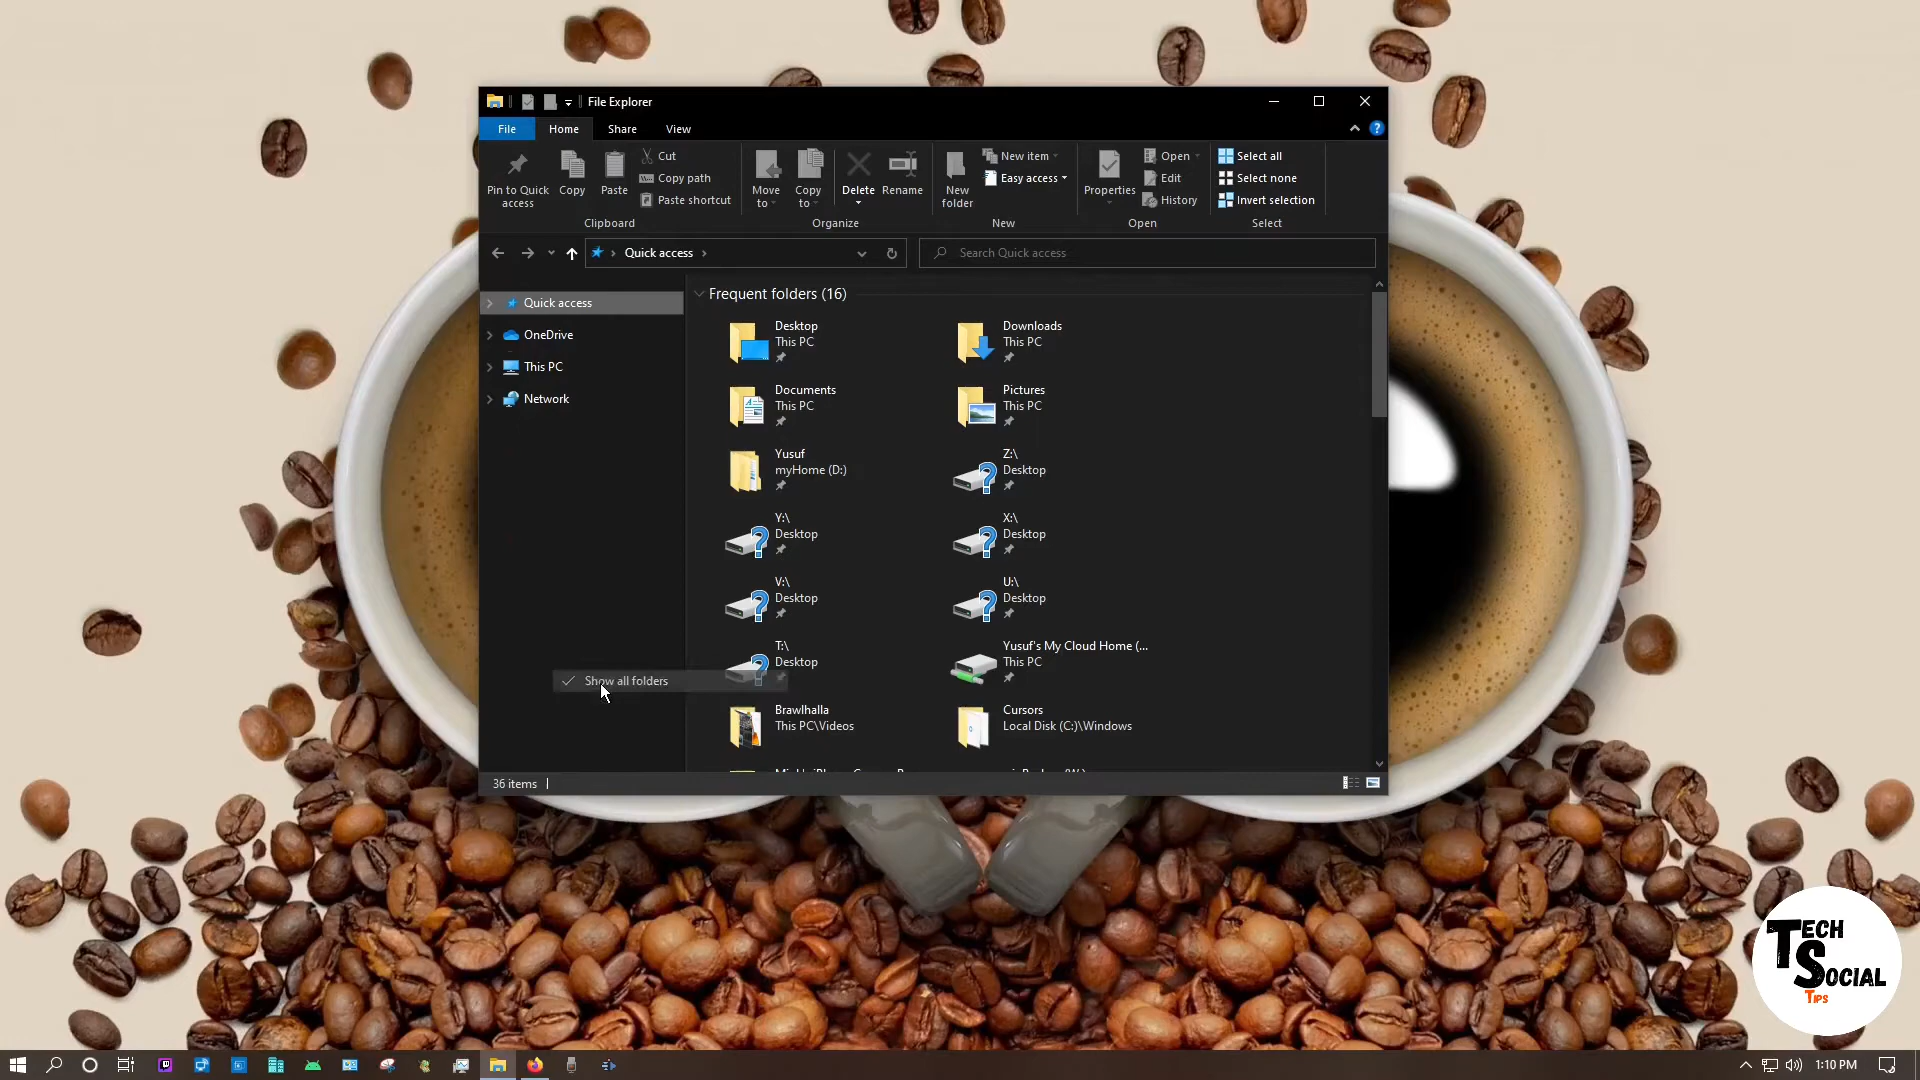 File Explorer
File
Home
Share
View
Pin to Quick
access
Copy
Paste
Cut
Copy path
Paste shortcut
Clipboard
Move
to
Copy
to
Delete
Rename
Organize
New
folder
New item
Easy access
New
Properties
Open
Edit
History
Open
Select all
Select none
Invert selection
Select
Quick access
Search Quick access
Quick access
OneDrive
This PC
Network
Frequent folders (16)
Desktop
This PC
Downloads
This PC
Documents
This PC
Pictures
This PC
Yusuf
myHome (D:)
Z:\
Desktop
Y:\
Desktop
X:\
Desktop
V:\
Desktop
U:\
Desktop
T:\
Desktop
Yusuf's My Cloud Home (...
This PC
Show all folders
Brawlhalla
This PC\Videos
Cursors
Local Disk (C:)\Windows
36 items
TECH
SOCIAL
TIPS
1:10 PM